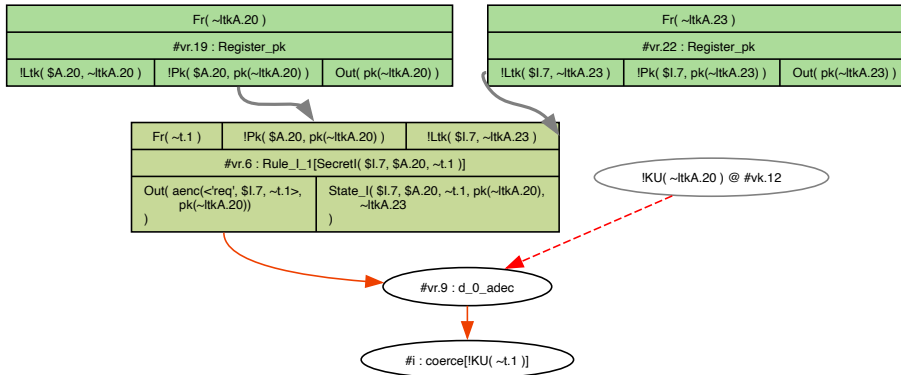 Fr( ~ltkA.20 )
#vr.19 : Register_pk
!Ltk( $A.20, ~ltkA.20 ) !Pk( $A.20, pk(~ltkA.20) ) Out( pk(~ltkA.20) )
Fr( ~ltkA.23 )
#vr.22 : Register_pk
!Ltk( $I.7, ~ltkA.23 ) !Pk( $I.7, pk(~ltkA.23) ) Out( pk(~ltkA.23) )
Fr( ~t.1 ) !Pk( $A.20, pk(~ltkA.20) ) !Ltk( $I.7, ~ltkA.23 )
#vr.6 : Rule_I_1[SecretI( $I.7, $A.20, ~t.1 )]
Out( aenc(<'req', $I.7, ~t.1>,
pk(~ltkA.20))
)
State_I( $I.7, $A.20, ~t.1, pk(~ltkA.20),
~ltkA.23
)
!KU( ~ltkA.20 ) @ #vk.12
#vr.9 : d_0_adec
#i : coerce[!KU( ~t.1 )]